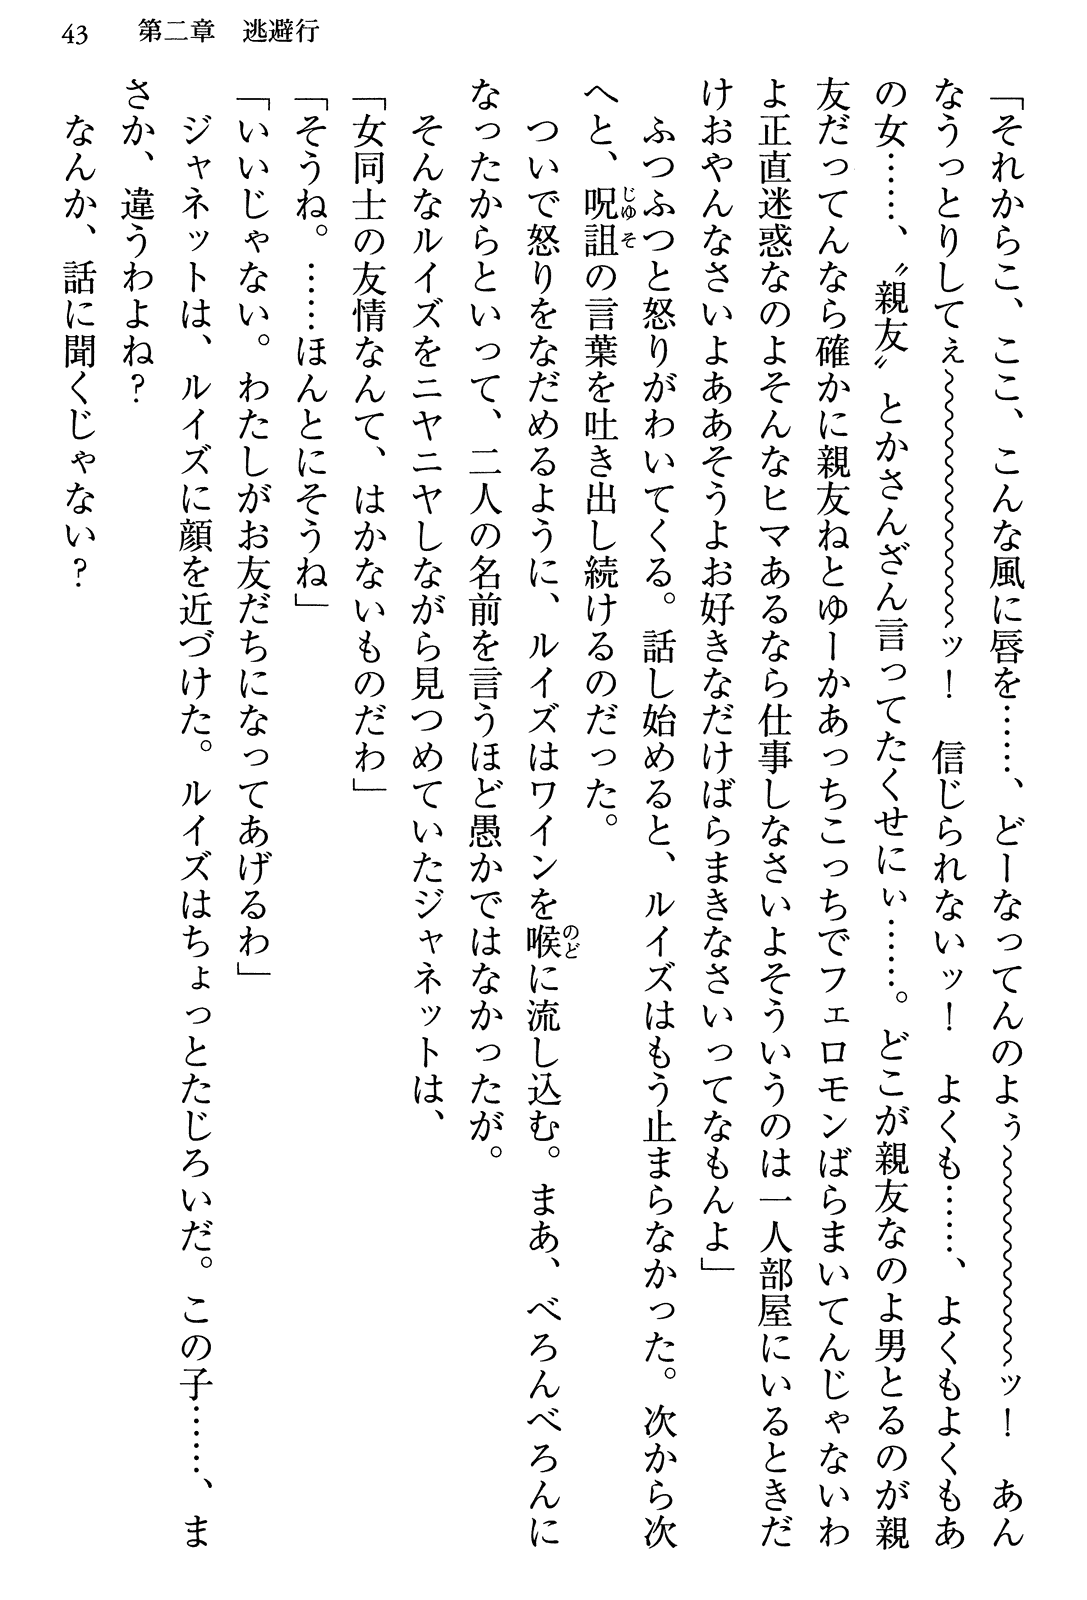 43　第二章　逃避行
「それからこ、ここ、こんな風に唇を……、どーなってんのよぅ～～～～～～～ッ！　あん
なうっとりしてぇ～～～～～～～～ッ！　信じられないッ！　よくも……、よくもよくもあ
の女……、〝親友〟とかさんざん言ってたくせにぃ……。どこが親友なのよ男とるのが親
友だってんなら確かに親友ねとゆーかあっちこっちでフェロモンばらまいてんじゃないわ
よ正直迷惑なのよそんなヒマあるなら仕事しなさいよそういうのは一人部屋にいるときだ
けおやんなさいよああそうよお好きなだけばらまきなさいってなもんよ」
　ふつふつと怒りがわいてくる。話し始めると、ルイズはもう止まらなかった。次から次
へと、呪詛の言葉を吐き出し続けるのだった。
　ついで怒りをなだめるように、ルイズはワインを喉に流し込む。まあ、べろんべろんに
なったからといって、二人の名前を言うほど愚かではなかったが。
　そんなルイズをニヤニヤしながら見つめていたジャネットは、
「女同士の友情なんて、はかないものだわ」
「そうね。……ほんとにそうね」
「いいじゃない。わたしがお友だちになってあげるわ」
　ジャネットは、ルイズに顔を近づけた。ルイズはちょっとたじろいだ。この子……、ま
さか、違うわよね？
　なんか、話に聞くじゃない？